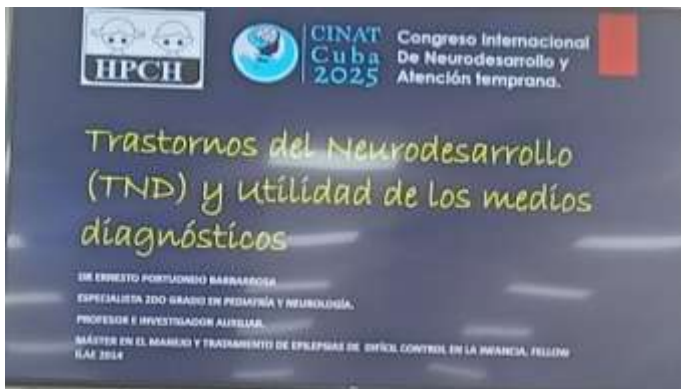 HPCH
CINAT
Cuba
2025
Congreso Internacional
De Neurodesarrollo y
Atención temprana.
Trastornos del Neurodesarrollo
(TND) y utilidad de los medios
diagnósticos
DR ERNESTO PORTUONDO BARBARROSA
ESPECIALISTA 2DO GRADO EN PEDIATRÍA Y NEUROLOGÍA.
PROFESOR E INVESTIGADOR AUXILIAR.
MÁSTER EN EL MANEJO Y TRATAMIENTO DE EPILEPSIAS DE DIFÍCIL CONTROL EN LA INFANCIA. FELLOW
ILAE 2014